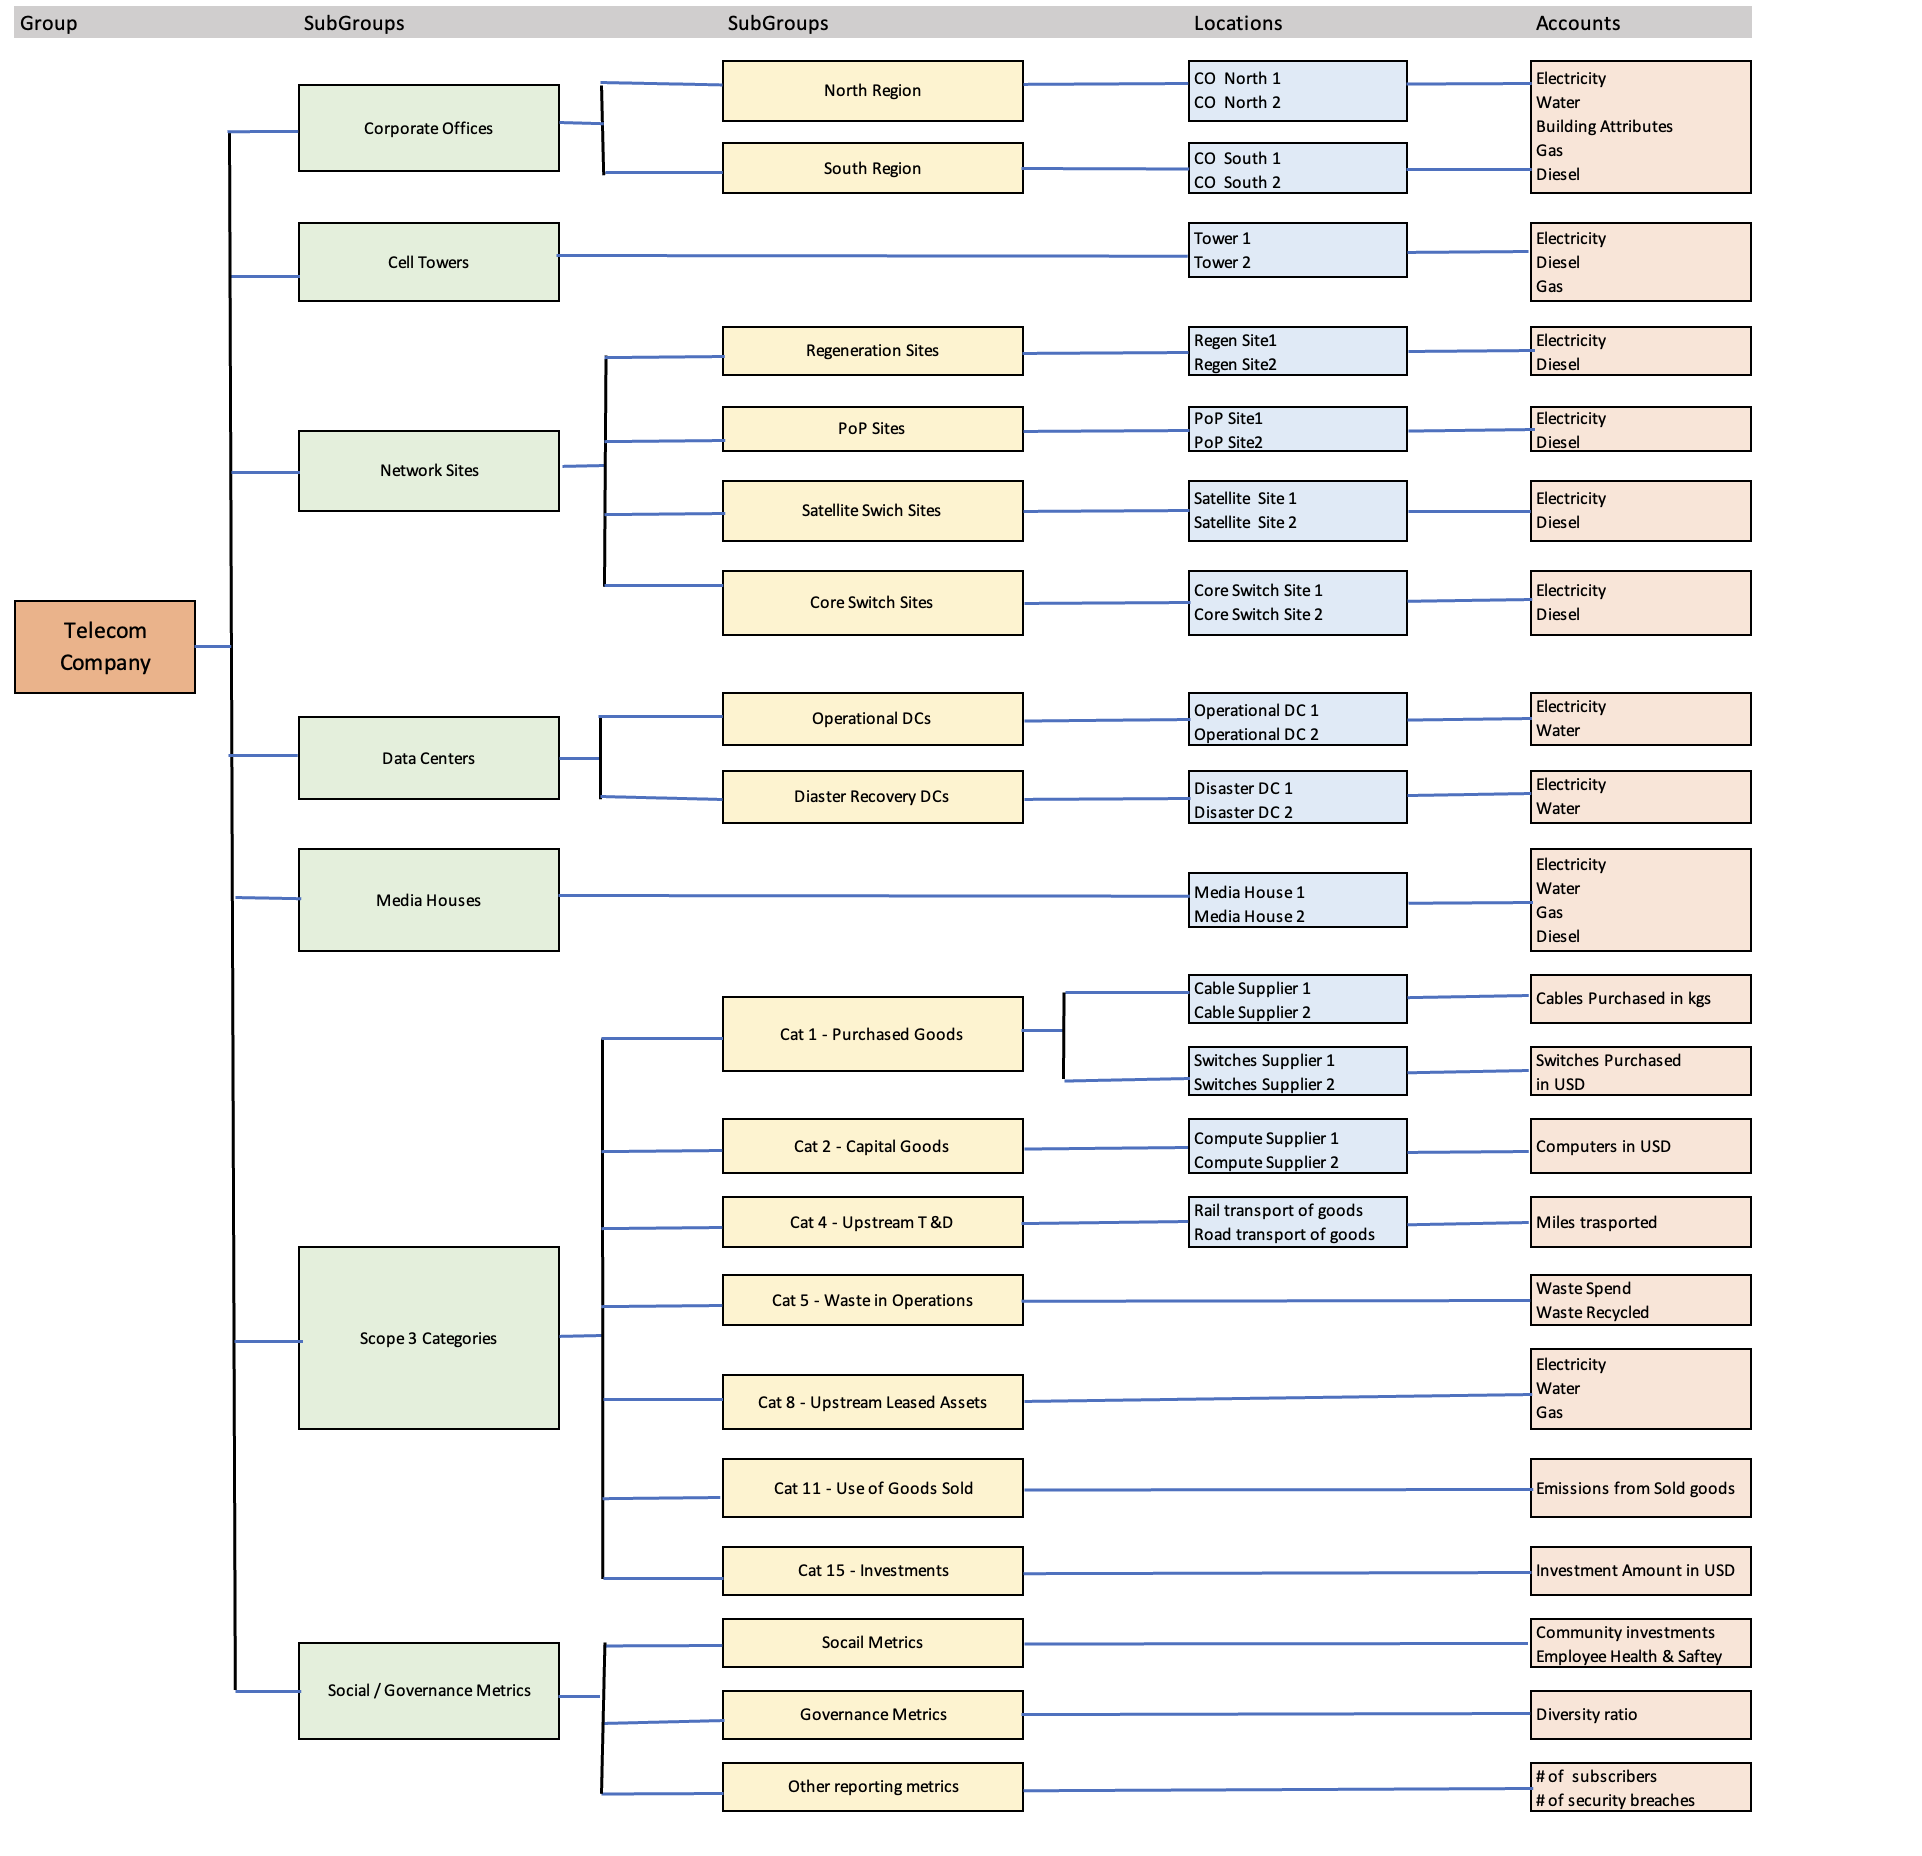 Group
SubGroups
SubGroups
Locations
Accounts
Telecom
Company
Corporate Offices
North Region
CO  North 1
CO  North 2
South Region
CO  South 1
CO  South 2
Electricity
Water
Building Attributes
Gas
Diesel
Cell Towers
Tower 1
Tower 2
Electricity
Diesel
Gas
Network Sites
Regeneration Sites
Regen Site1
Regen Site2
Electricity
Diesel
PoP Sites
PoP Site1
PoP Site2
Electricity
Diesel
Satellite Swich Sites
Satellite  Site 1
Satellite  Site 2
Electricity
Diesel
Core Switch Sites
Core Switch Site 1
Core Switch Site 2
Electricity
Diesel
Data Centers
Operational DCs
Operational DC 1
Operational DC 2
Electricity
Water
Diaster Recovery DCs
Disaster DC 1
Disaster DC 2
Electricity
Water
Media Houses
Media House 1
Media House 2
Electricity
Water
Gas
Diesel
Scope 3 Categories
Cat 1 - Purchased Goods
Cable Supplier 1
Cable Supplier 2
Cables Purchased in kgs
Switches Supplier 1
Switches Supplier 2
Switches Purchased
in USD
Cat 2 - Capital Goods
Compute Supplier 1
Compute Supplier 2
Computers in USD
Cat 4 - Upstream T &D
Rail transport of goods
Road transport of goods
Miles trasported
Cat 5 - Waste in Operations
Waste Spend
Waste Recycled
Cat 8 - Upstream Leased Assets
Electricity
Water
Gas
Cat 11 - Use of Goods Sold
Emissions from Sold goods
Cat 15 - Investments
Investment Amount in USD
Social / Governance Metrics
Socail Metrics
Community investments
Employee Health & Saftey
Governance Metrics
Diversity ratio
Other reporting metrics
# of  subscribers
# of security breaches